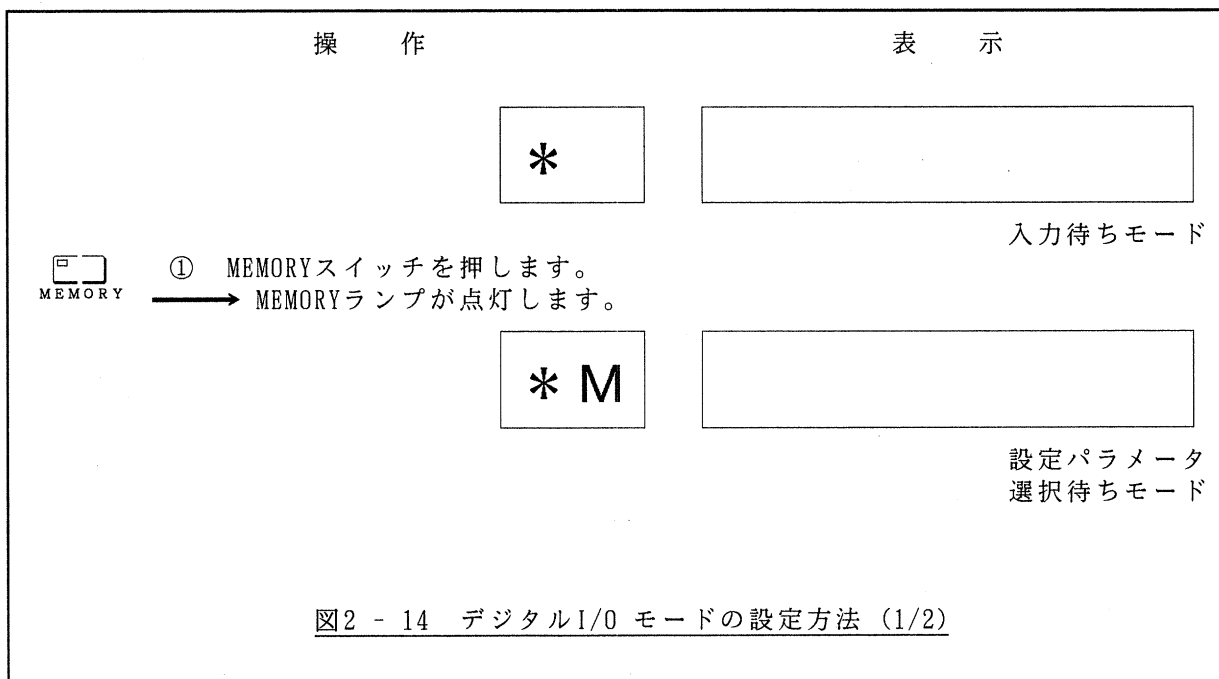 操　作　　表　示
*
入力待ちモード
MEMORY
① MEMORYスイッチを押します。
MEMORYランプが点灯します。
* M
設定パラメータ
選択待ちモード
図2 - 14　デジタルI/O モードの設定方法 (1/2)